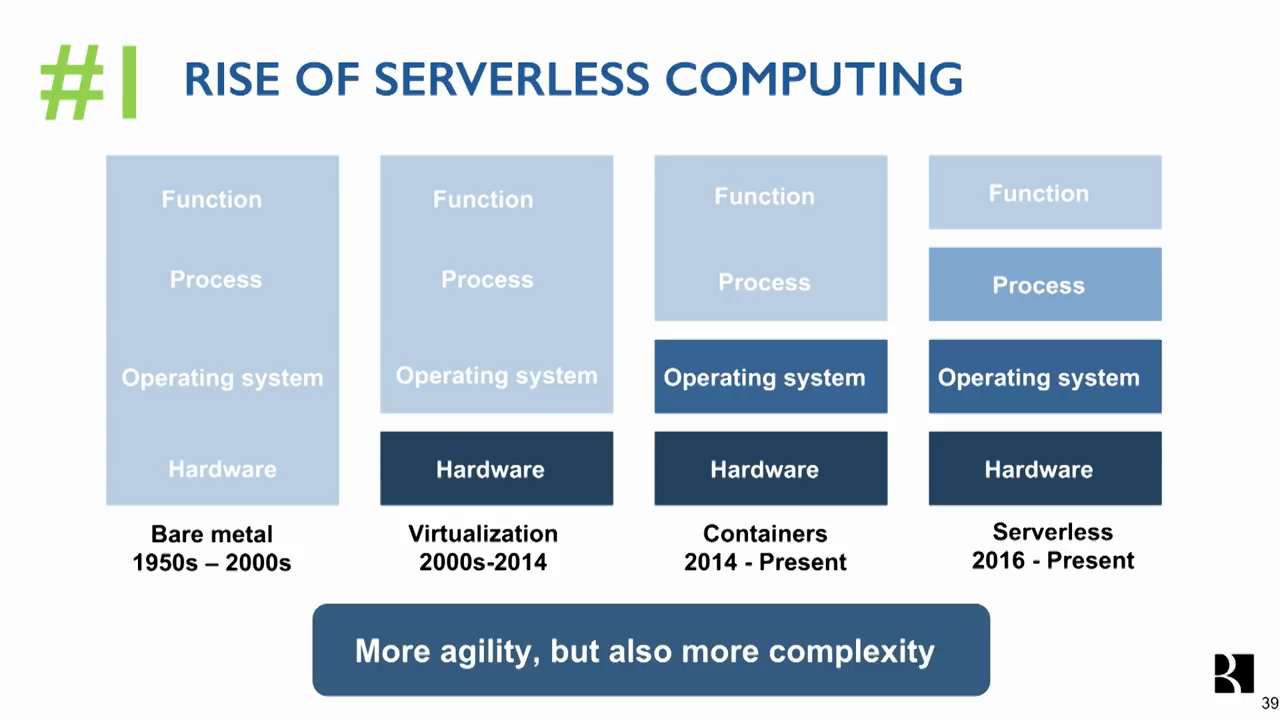 #1 RISE OF SERVERLESS COMPUTING
Function
Process
Operating system
Hardware
Bare metal
1950s – 2000s
Function
Process
Operating system
Hardware
Virtualization
2000s-2014
Function
Process
Operating system
Hardware
Containers
2014 - Present
Function
Process
Operating system
Hardware
Serverless
2016 - Present
More agility, but also more complexity
39